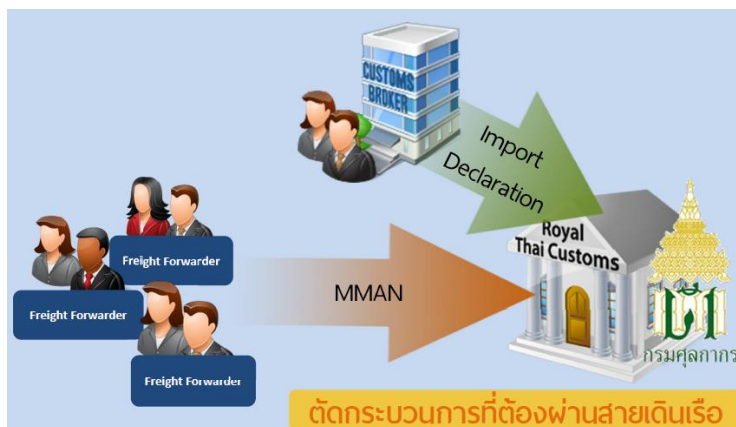 CUSTOMS
BROKER
Import
Declaration
Royal
Thai Customs
Freight Forwarder
Freight Forwarder
Freight Forwarder
MMAN
กรมศุลกากร
ตัดกระบวนการที่ต้องผ่านสายเดินเรือ